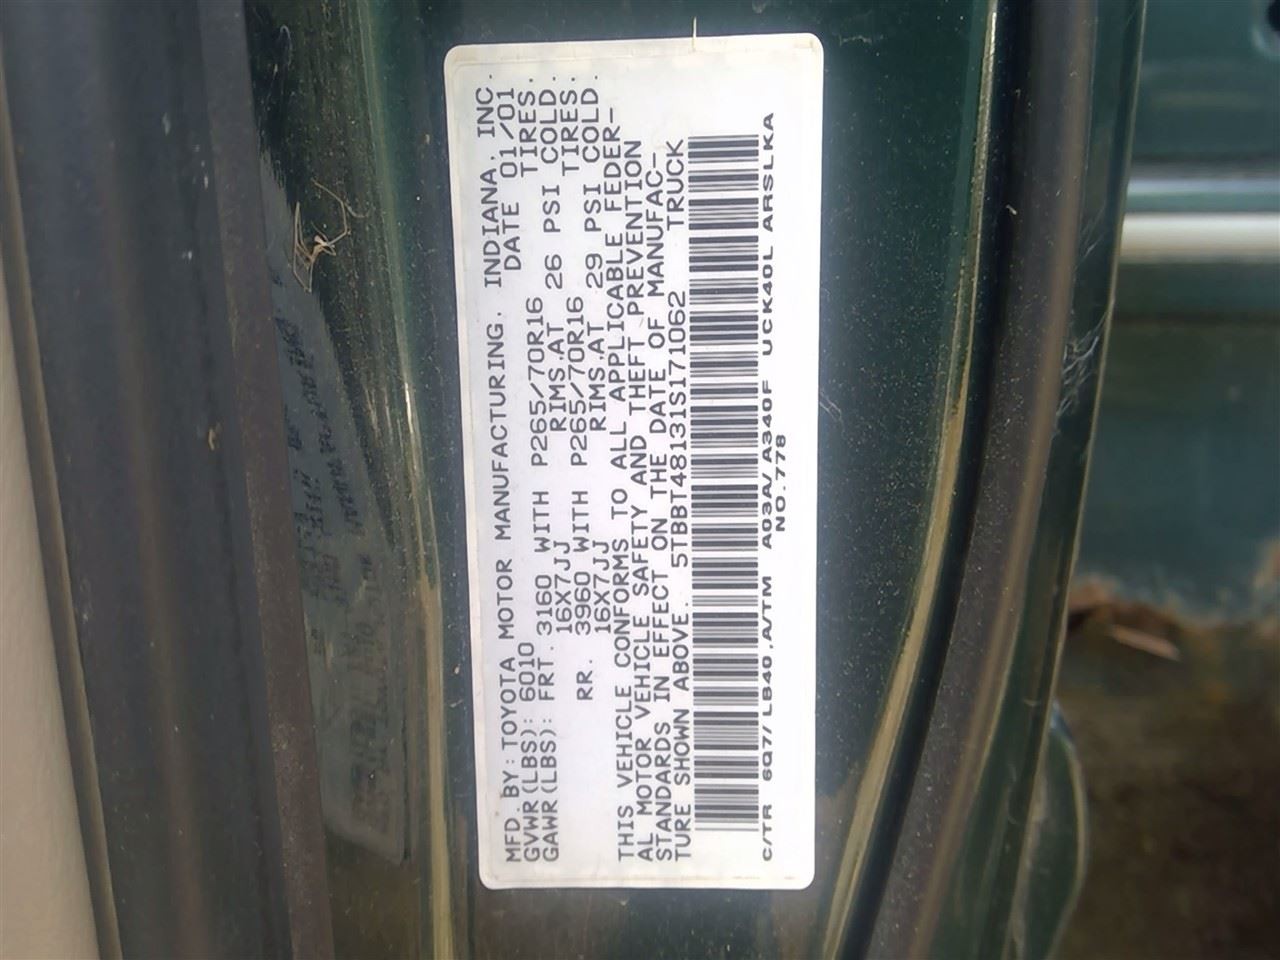 MFD. BY: TOYOTA MOTOR MANUFACTURING, INDIANA, INC.
GVWR(LBS): 6010 DATE 01/01
GAWR(LBS): FRT. 3160 WITH P265/70R16 TIRES.
16X7JJ RIMS.AT 26 PSI COLD.
RR. 3960 WITH P265/70R16 TIRES.
16X7JJ RIMS.AT 29 PSI COLD.
THIS VEHICLE CONFORMS TO ALL APPLICABLE FEDER-
AL MOTOR VEHICLE SAFETY AND THEFT PREVENTION
STANDARDS IN EFFECT ON THE DATE OF MANUFAC-
TURE SHOWN ABOVE. 5TBBT48131S171062 TRUCK
C/TR 6Q7/LB40,A/TM A03A/A340F UCK40L ARSLKA
NO.778